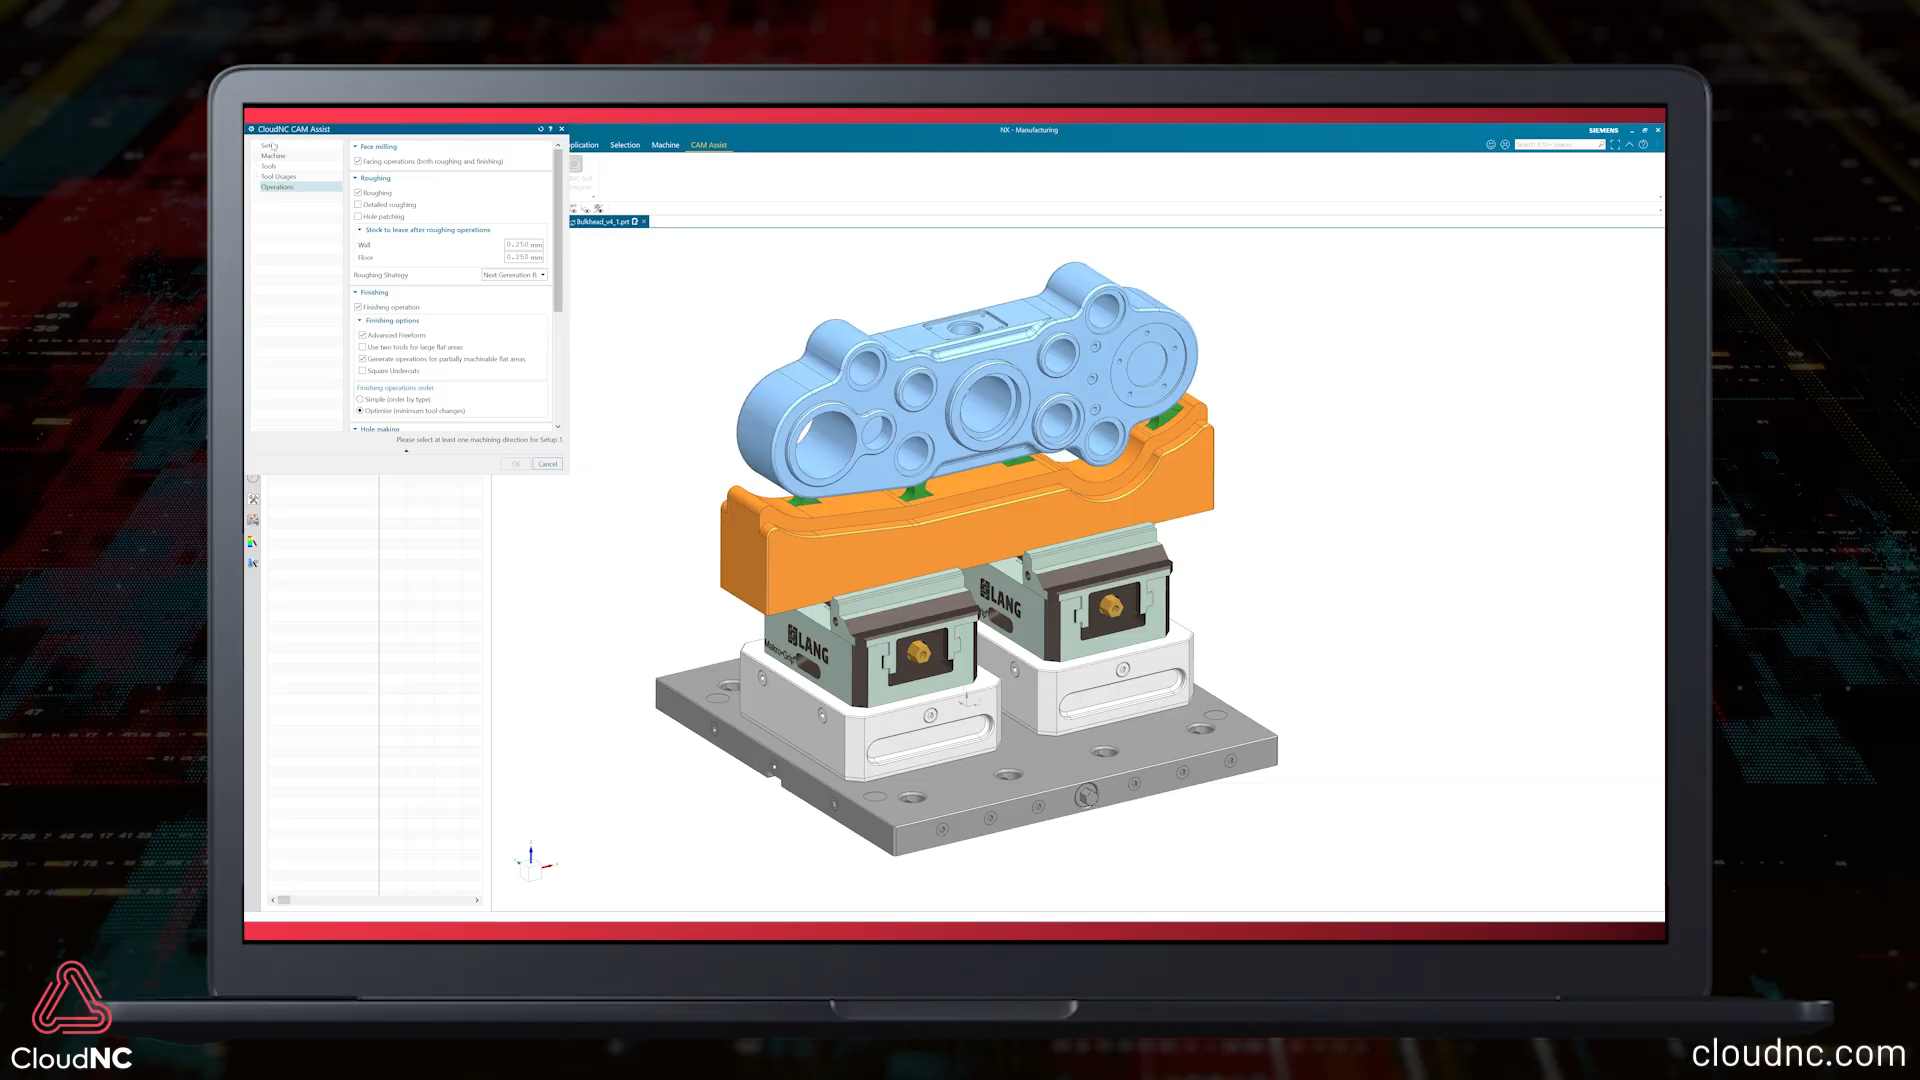 CloudNC CAM Assist
NX - Manufacturing
SIEMENS
Selection
Machine
CAM Assist
Machine
Tools
Tool Usages
Operations
Face milling
Facing operations (both roughing and finishing)
Roughing
Roughing
Detailed roughing
Hole patching
Stock to leave after roughing operations
Wall
0.250 mm
Floor
0.250 mm
Roughing Strategy
Next Generation R
Finishing
Finishing operation
Finishing options
Advanced Freeform
Use two tools for large flat areas
Generate operations for partially machinable flat areas
Square Undercuts
Finishing operations order
Simple (order by type)
Optimise (minimum tool changes)
Hole making
Please select at least one machining direction for Setup 1.
OK
Cancel
Bulkhead_v4_1.prt
LANG
LANG
Makro•Grip
CloudNC
cloudnc.com